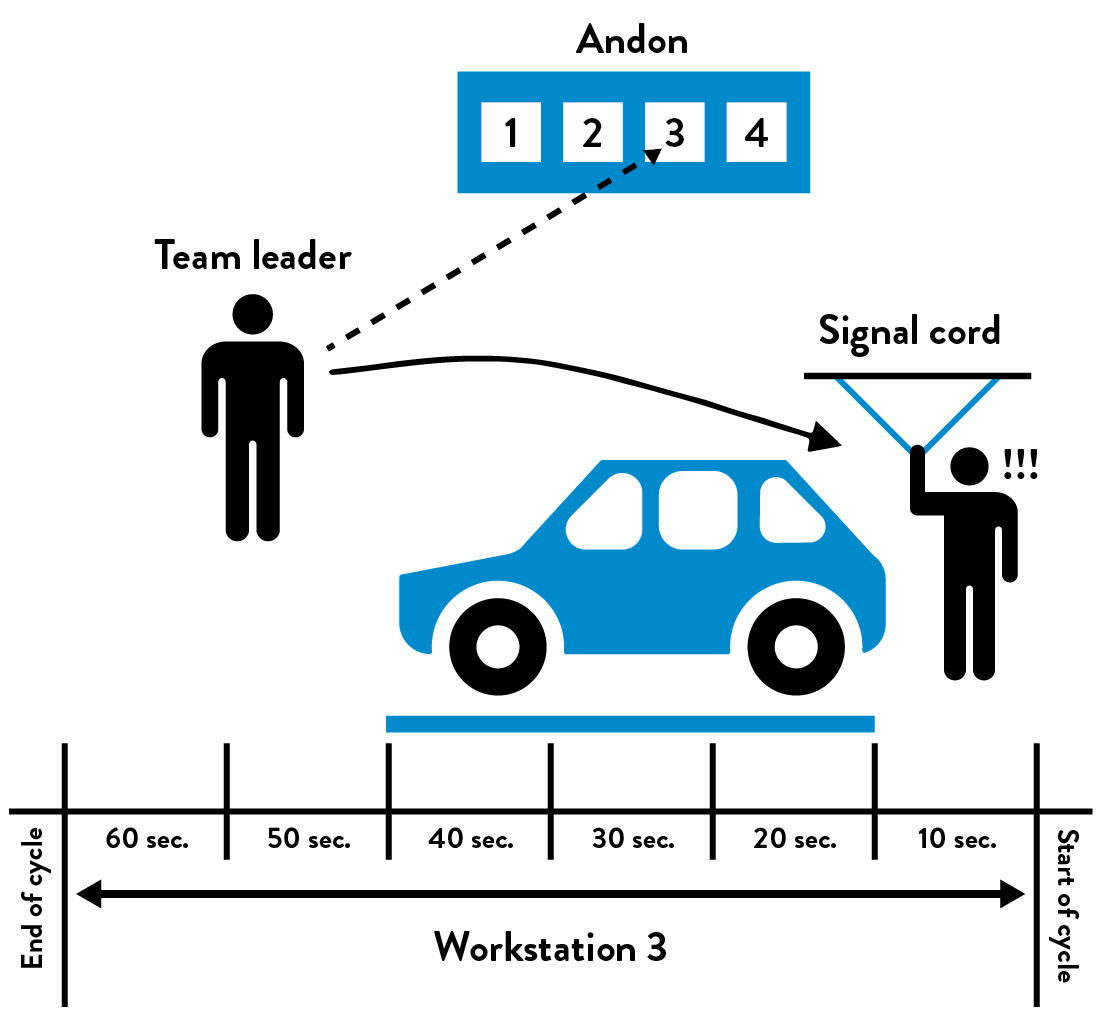 Andon
1 2 3 4
Team leader
Signal cord
!!!
End of cycle
60 sec. 50 sec. 40 sec. 30 sec. 20 sec. 10 sec.
Start of cycle
Workstation 3